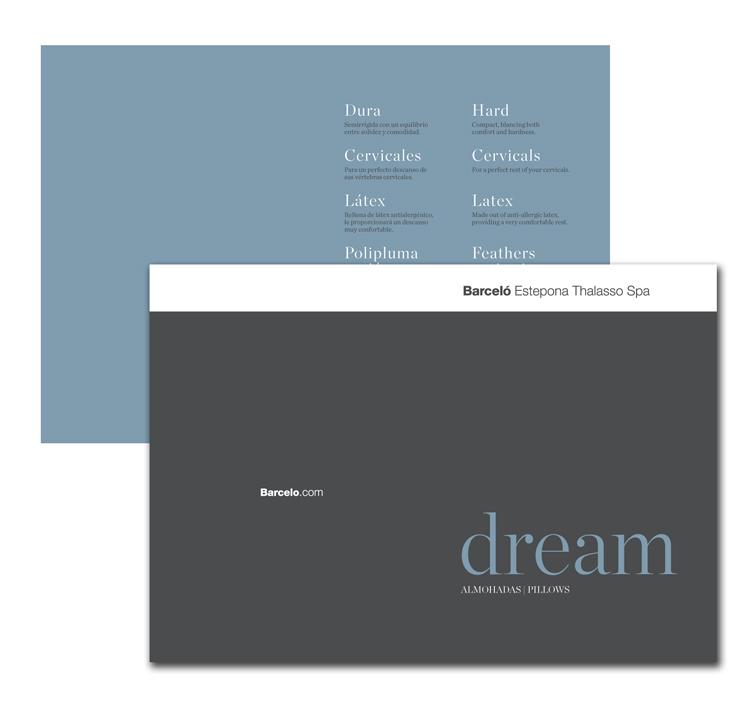 Dura
Semirrigida con un equilibrio
entre solidez y comodidad.
Cervicales
Para un perfecto descanso de
sus vértebras cervicales.
Látex
Rellena de látex antialergénico,
le proporcionará un descanso
muy confortable.
Polipluma
Hard
Compact, blancing both
comfort and hardness.
Cervicals
For a perfect rest of your cervicals.
Latex
Made out of anti-allergic latex,
providing a very comfortable rest.
Feathers
Barceló Estepona Thalasso Spa
Barcelo.com
dream
ALMOHADAS | PILLOWS